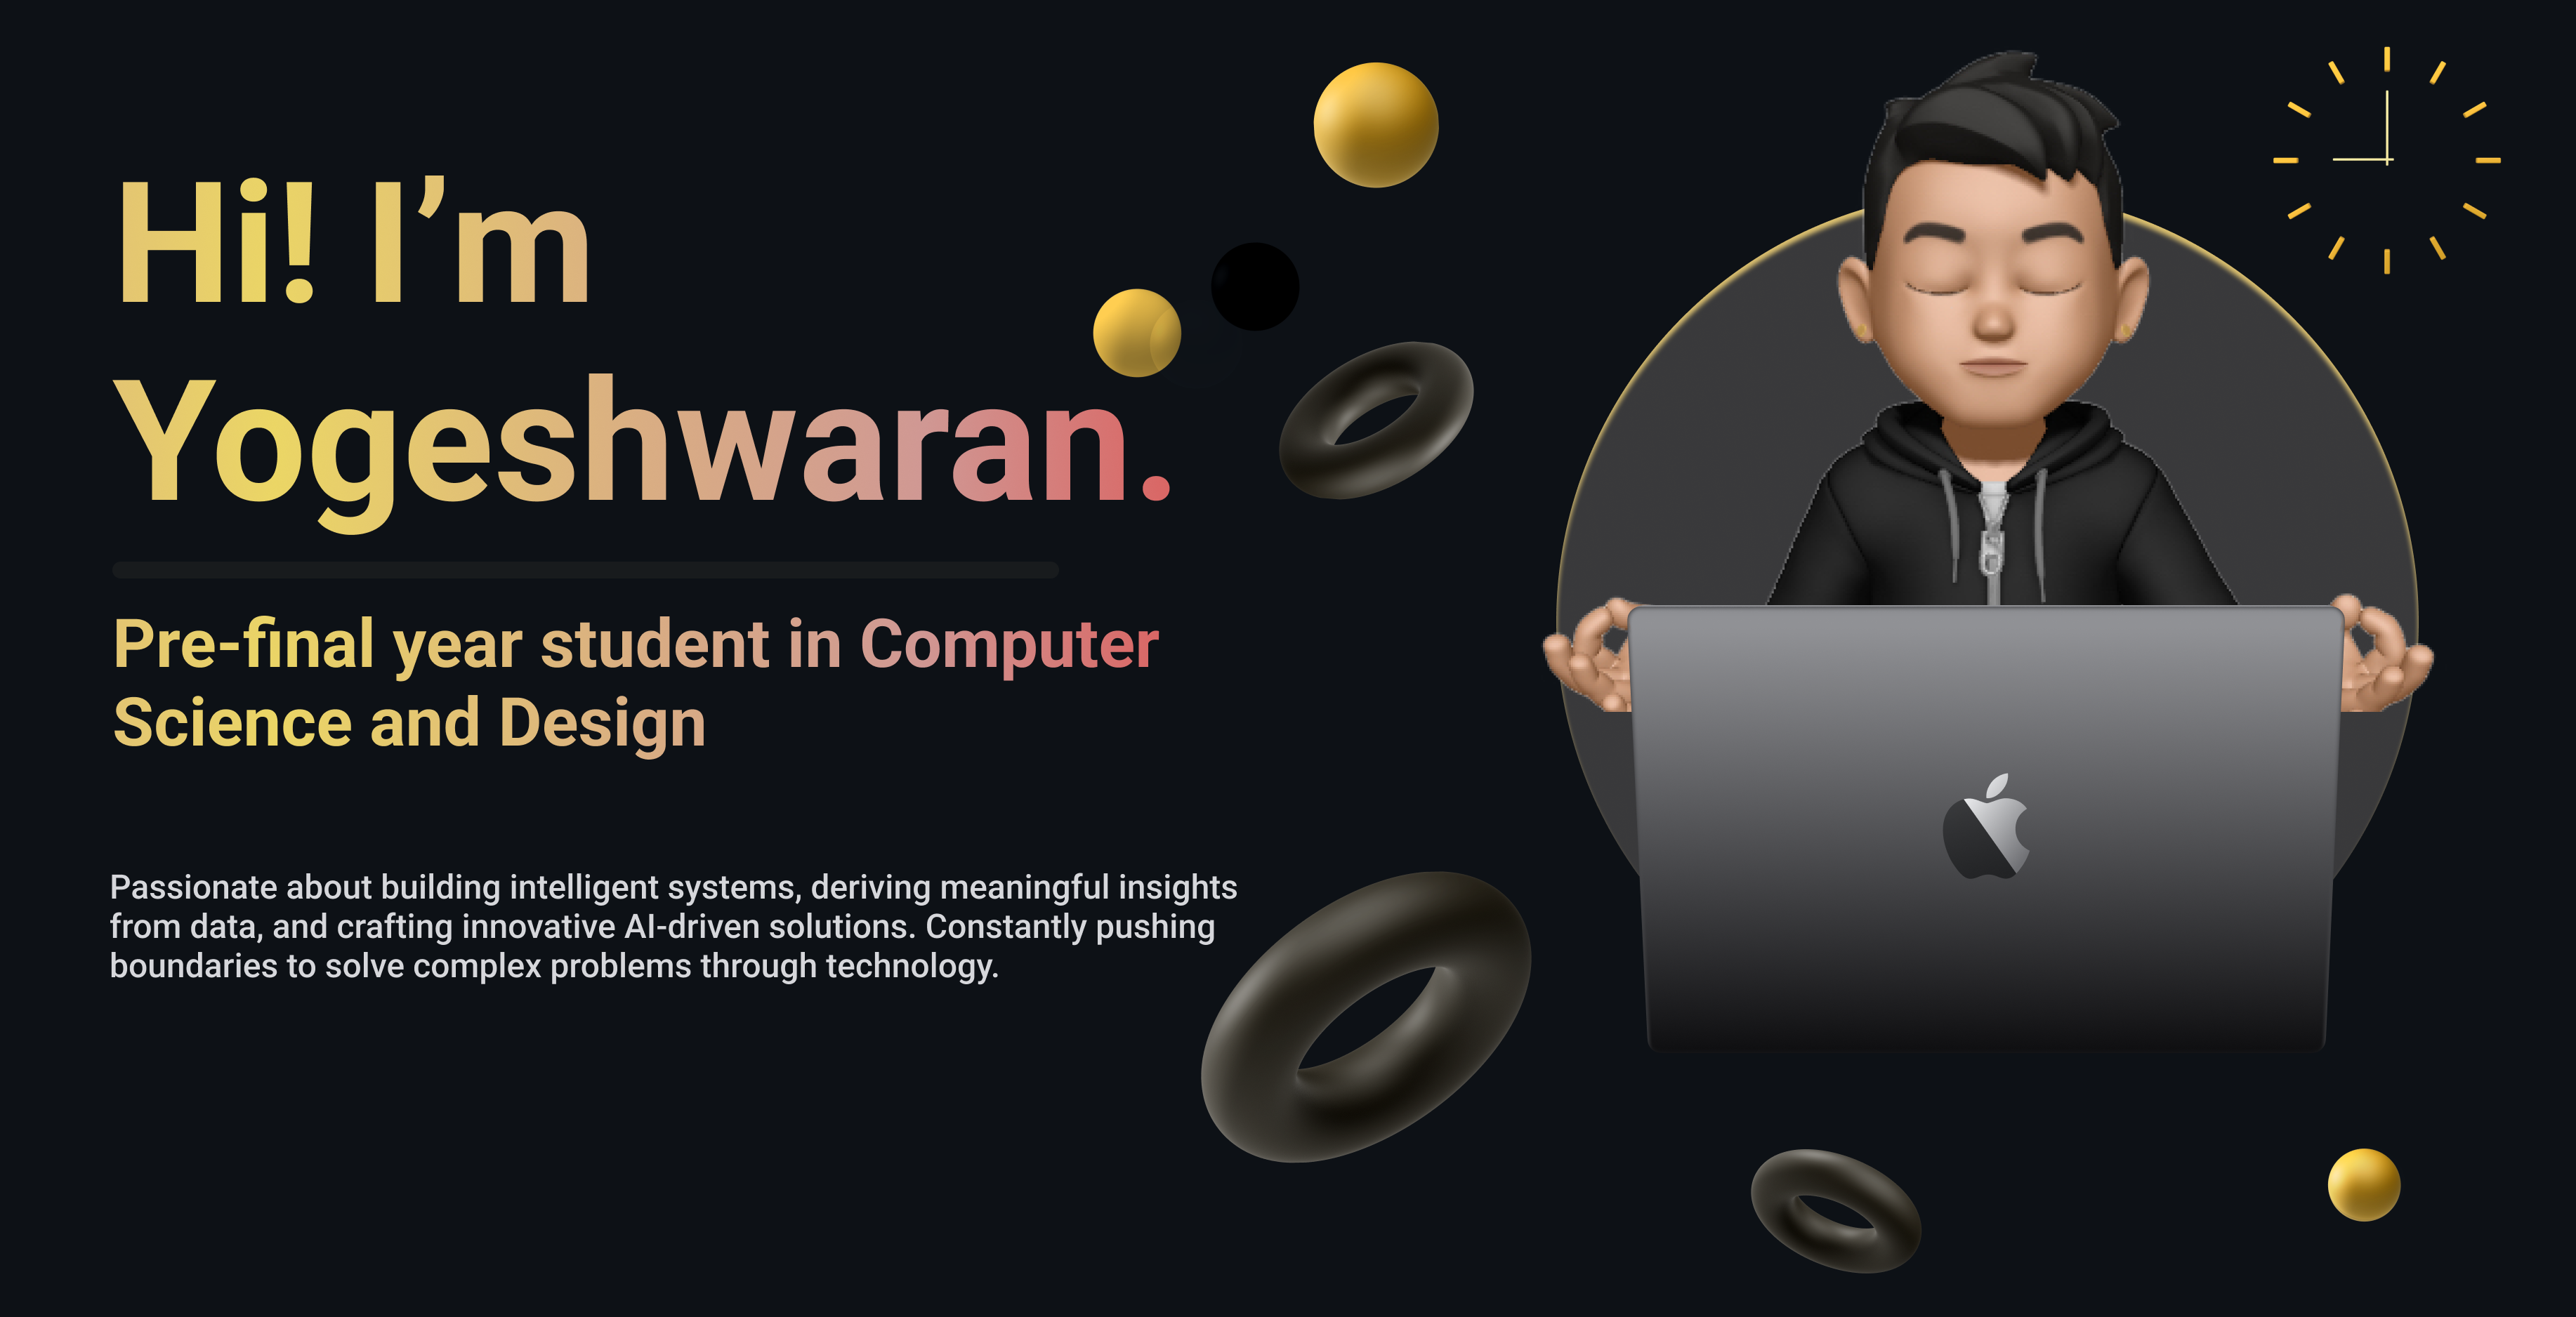 Hi! I’m
Yogeshwaran.
Pre-final year student in Computer
Science and Design
Passionate about building intelligent systems, deriving meaningful insights
from data, and crafting innovative AI-driven solutions. Constantly pushing
boundaries to solve complex problems through technology.